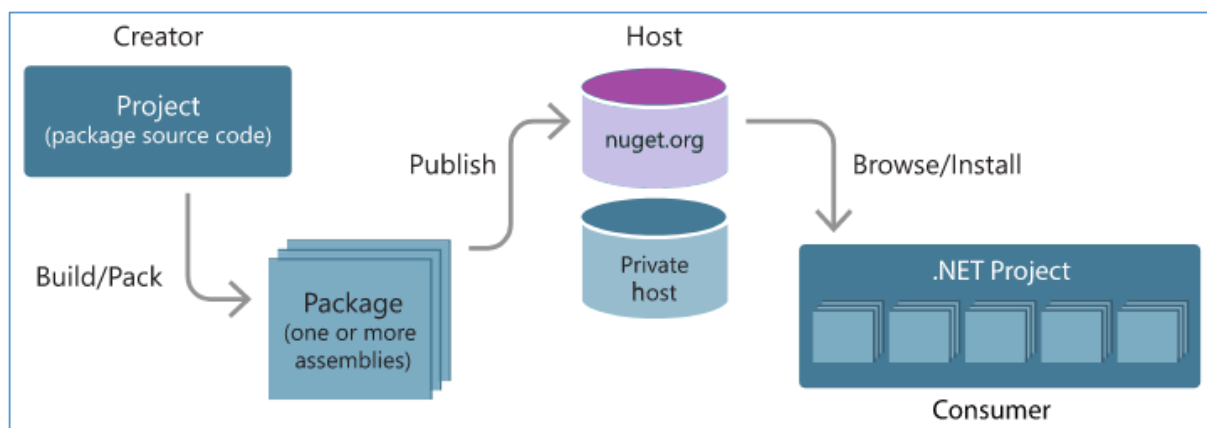 Creator
Project
(package source code)
Build/Pack
Package
(one or more
assemblies)
Publish
Host
nuget.org
Private
host
Browse/Install
.NET Project
Consumer